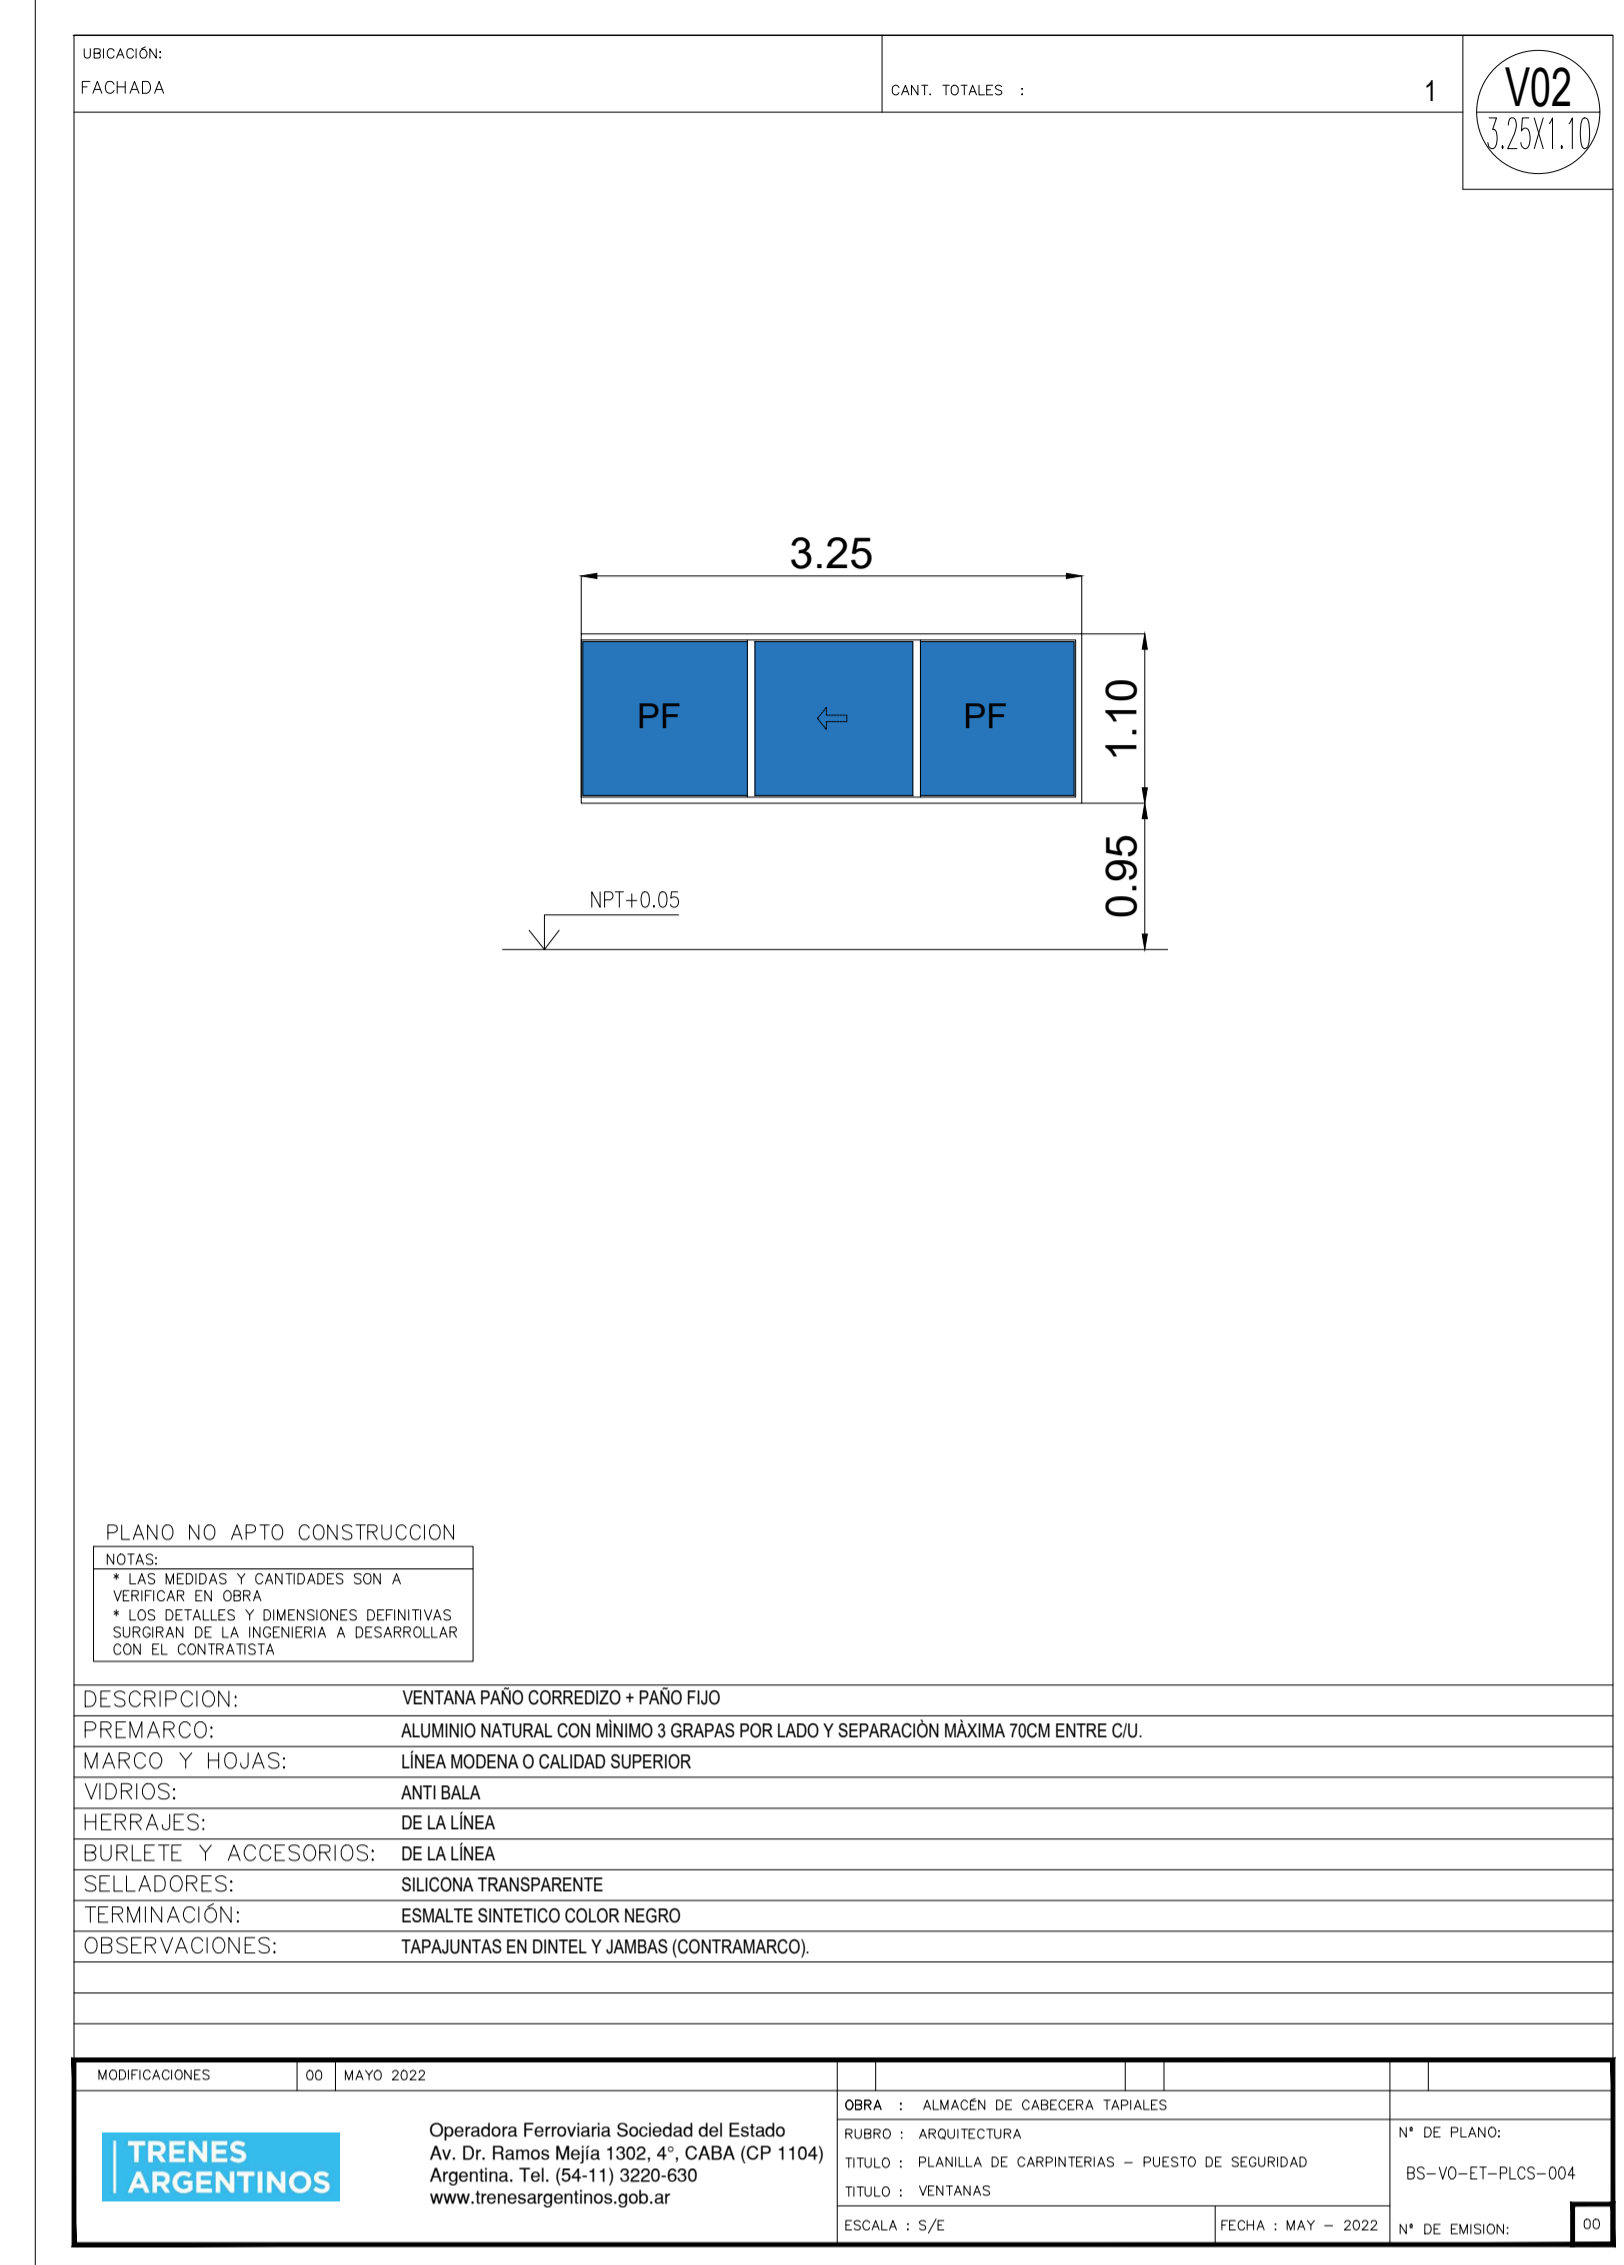 UBICACIÓN:
FACHADA
CANT. TOTALES :
1
V02
3.25X1.10
3.25
PF
PF
1.10
0.95
NPT+0.05
PLANO NO APTO CONSTRUCCION
NOTAS:
* LAS MEDIDAS Y CANTIDADES SON A
VERIFICAR EN OBRA
* LOS DETALLES Y DIMENSIONES DEFINITIVAS
SURGIRAN DE LA INGENIERIA A DESARROLLAR
CON EL CONTRATISTA
DESCRIPCION: VENTANA PAÑO CORREDIZO + PAÑO FIJO
PREMARCO: ALUMINIO NATURAL CON MÌNIMO 3 GRAPAS POR LADO Y SEPARACIÒN MÀXIMA 70CM ENTRE C/U.
MARCO Y HOJAS: LÍNEA MODENA O CALIDAD SUPERIOR
VIDRIOS: ANTI BALA
HERRAJES: DE LA LÍNEA
BURLETE Y ACCESORIOS: DE LA LÍNEA
SELLADORES: SILICONA TRANSPARENTE
TERMINACIÓN: ESMALTE SINTETICO COLOR NEGRO
OBSERVACIONES: TAPAJUNTAS EN DINTEL Y JAMBAS (CONTRAMARCO).
MODIFICACIONES 00 MAYO 2022
TRENES
ARGENTINOS
Operadora Ferroviaria Sociedad del Estado
Av. Dr. Ramos Mejía 1302, 4°, CABA (CP 1104)
Argentina. Tel. (54-11) 3220-630
www.trenesargentinos.gob.ar
OBRA : ALMACÉN DE CABECERA TAPIALES
RUBRO : ARQUITECTURA
TITULO : PLANILLA DE CARPINTERIAS – PUESTO DE SEGURIDAD
TITULO : VENTANAS
ESCALA : S/E
FECHA : MAY – 2022
N° DE PLANO:
BS–VO–ET–PLCS–004
N° DE EMISION:
00